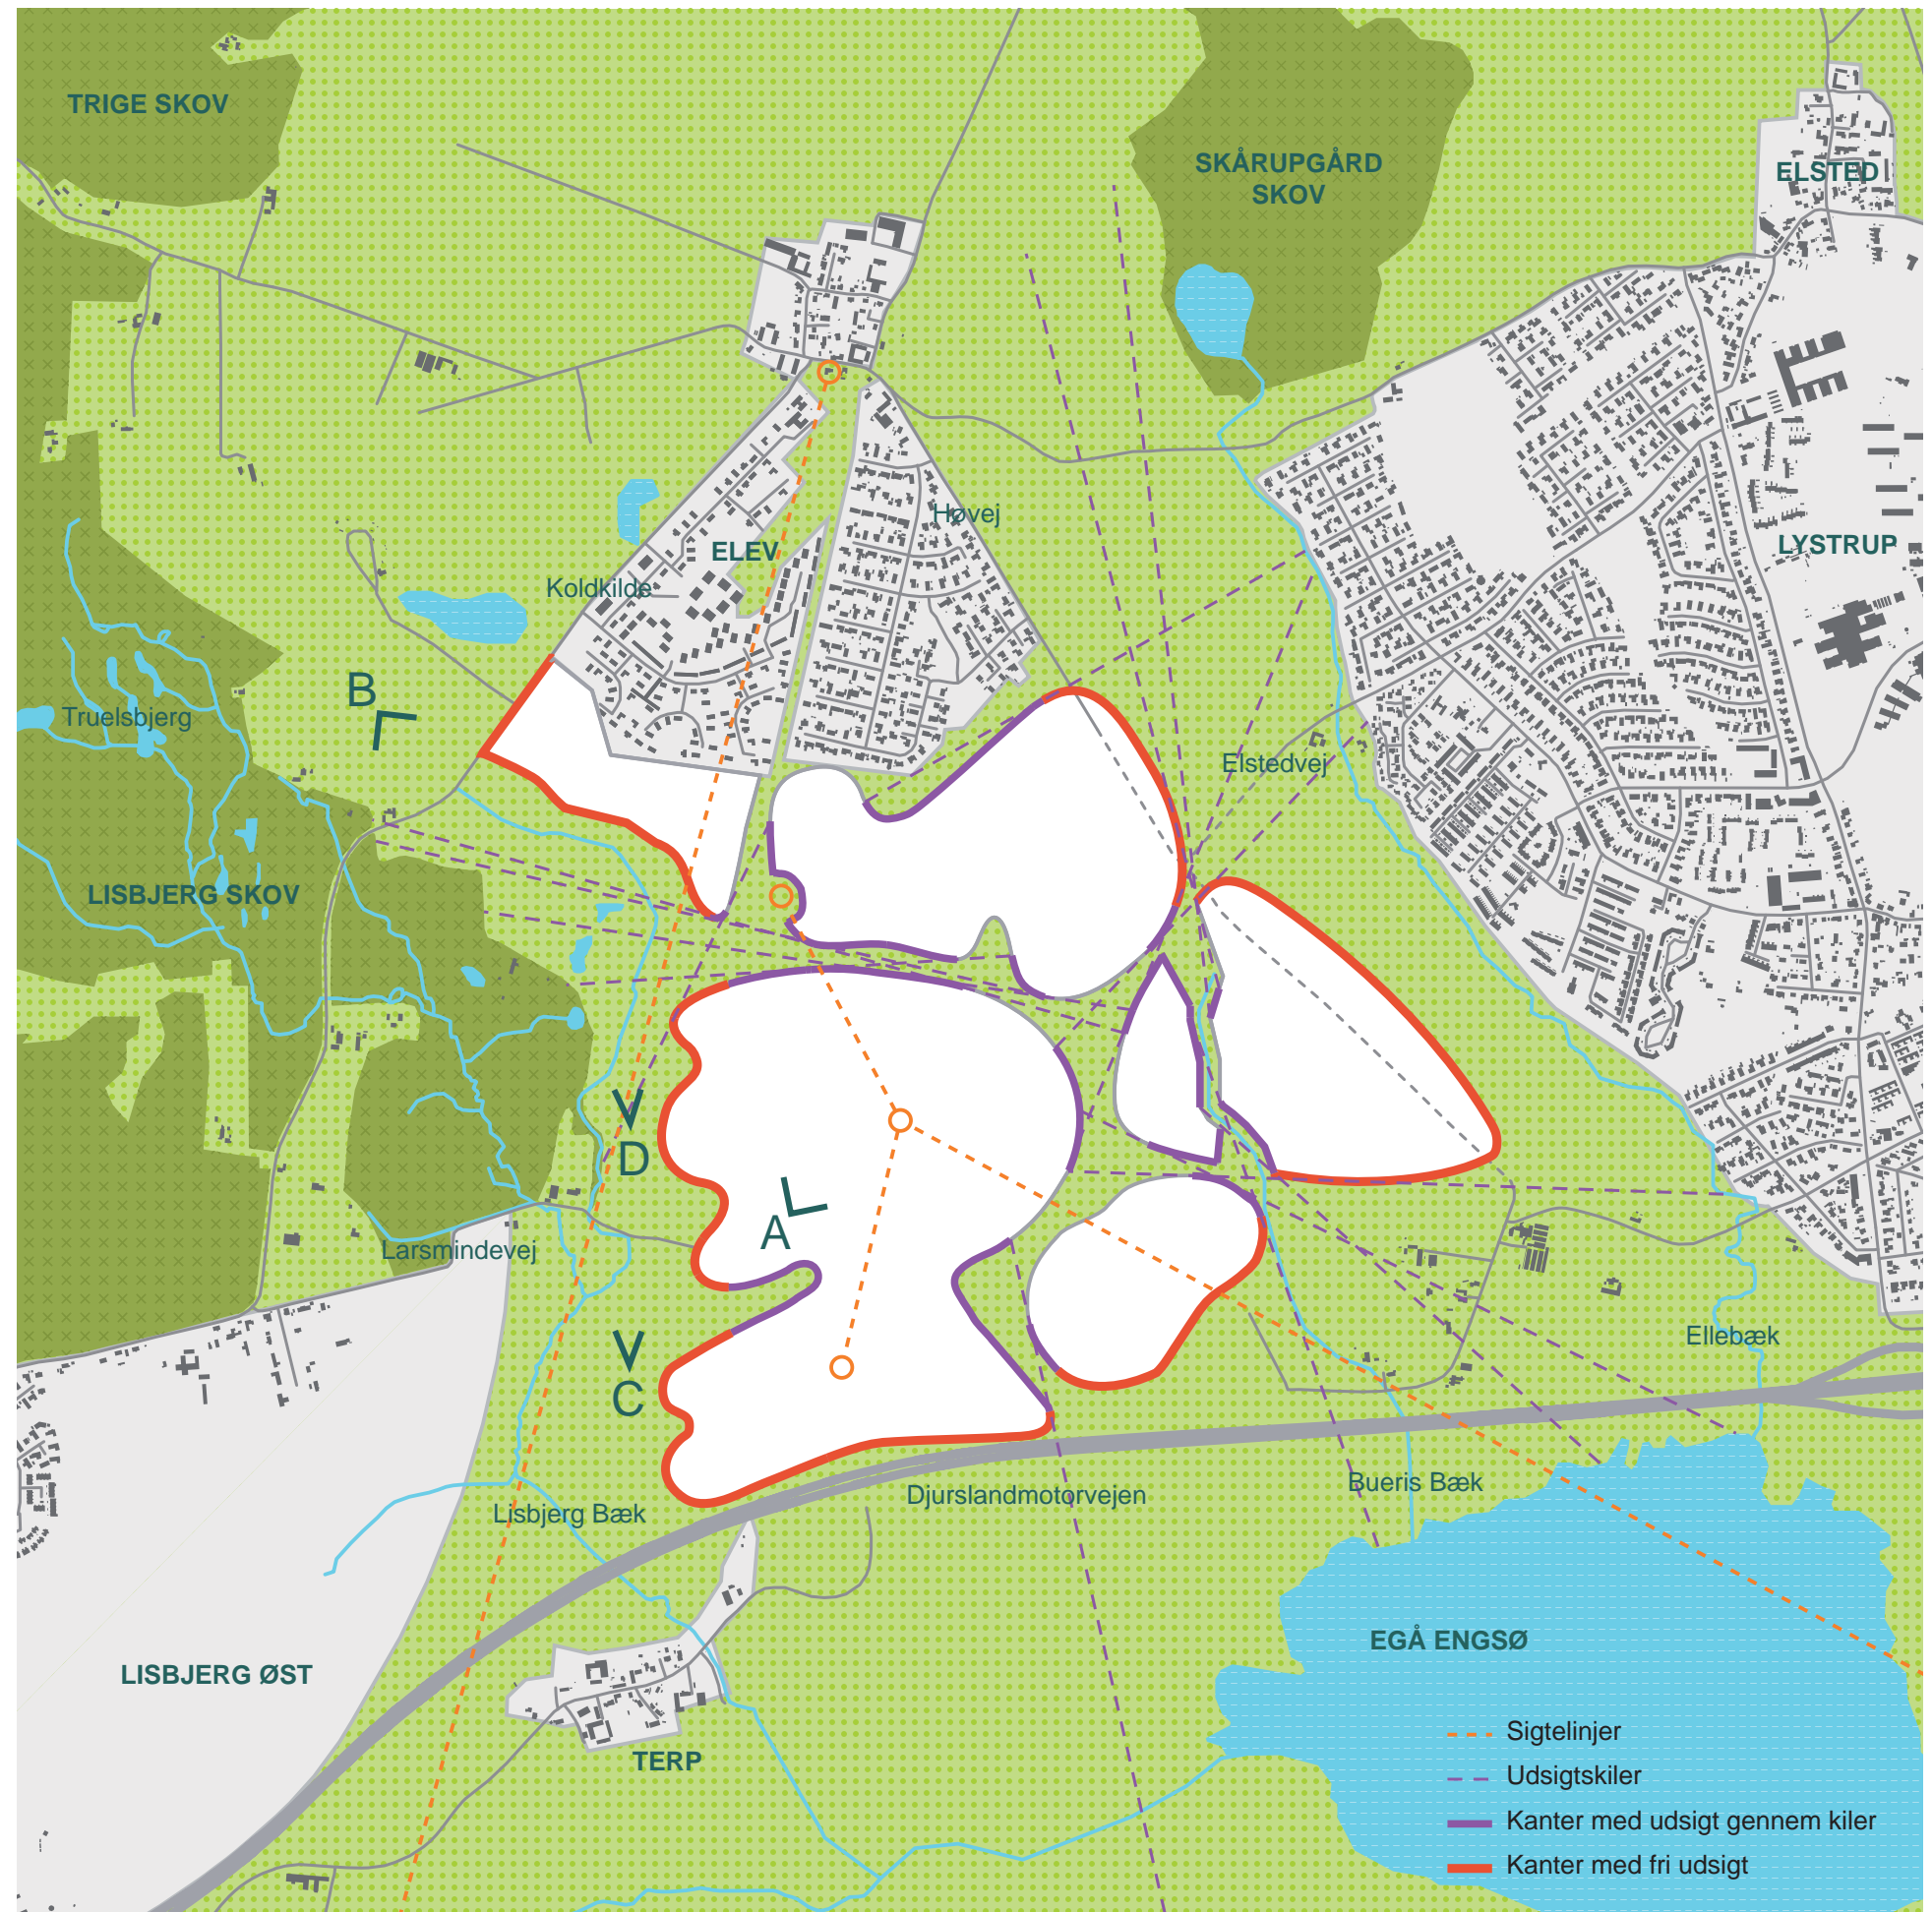 TRIGE SKOV
SKÅRUPGÅRD
SKOV
ELSTED
Høvej
ELEV
LYSTRUP
Koldkilde
B
Truelsbjerg
Elstedvej
LISBJERG SKOV
D
A
Larsmindevej
Ellebæk
C
Bueris Bæk
Djurslandmotorvejen
Lisbjerg Bæk
EGÅ ENGSØ
LISBJERG ØST
TERP
Sigtelinjer
Udsigtskiler
Kanter med udsigt gennem kiler
Kanter med fri udsigt